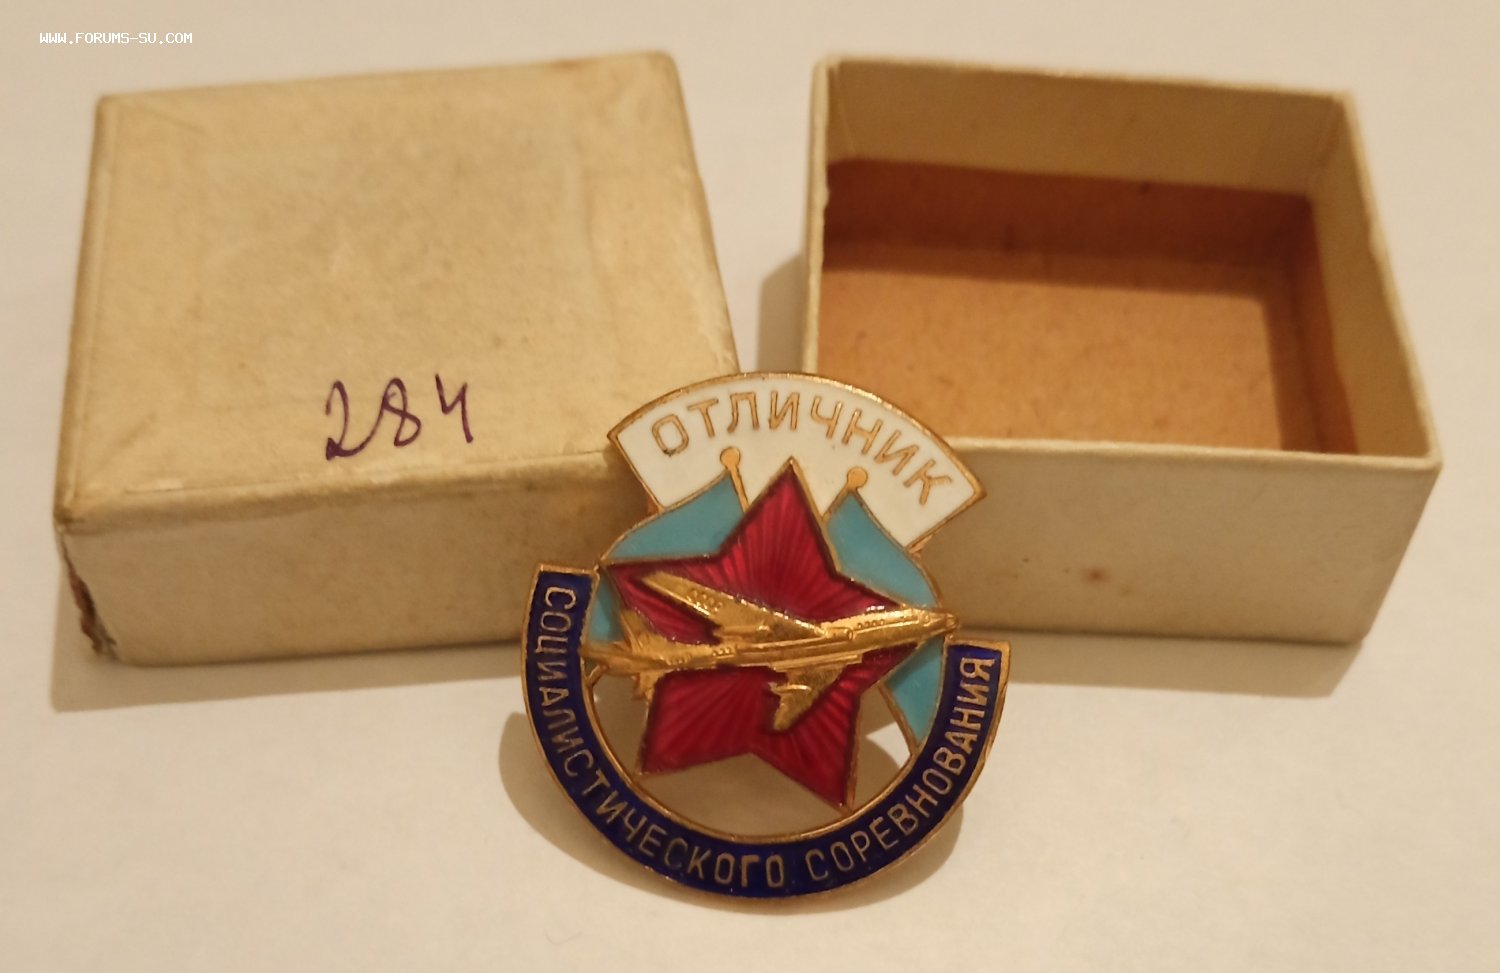 WWW.FORUMS-SU.COM
284
ОТЛИЧНИК
СОЦИАЛИСТИЧЕСКОГО СОРЕВНОВАНИЯ